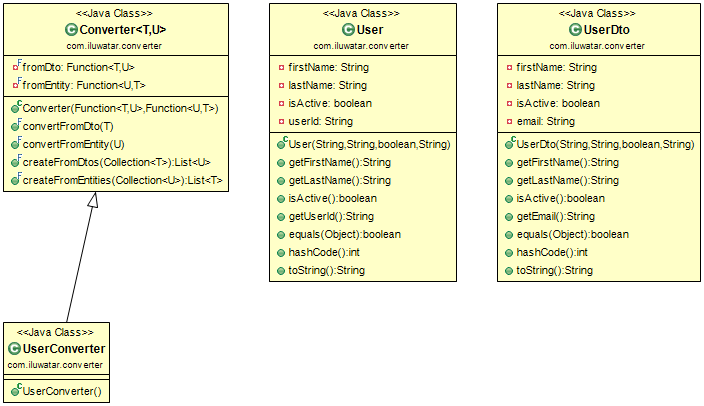 <<Java Class>>
Converter<T,U>
com.iluwatar.converter
fromDto: Function<T,U>
fromEntity: Function<U,T>
Converter(Function<T,U>,Function<U,T>)
convertFromDto(T)
convertFromEntity(U)
createFromDtos(Collection<T>):List<U>
createFromEntities(Collection<U>):List<T>
<<Java Class>>
User
com.iluwatar.converter
firstName: String
lastName: String
isActive: boolean
userId: String
User(String,String,boolean,String)
getFirstName():String
getLastName():String
isActive():boolean
getUserId():String
equals(Object):boolean
hashCode():int
toString():String
<<Java Class>>
UserDto
com.iluwatar.converter
firstName: String
lastName: String
isActive: boolean
email: String
UserDto(String,String,boolean,String)
getFirstName():String
getLastName():String
isActive():boolean
getEmail():String
equals(Object):boolean
hashCode():int
toString():String
<<Java Class>>
UserConverter
com.iluwatar.converter
UserConverter()